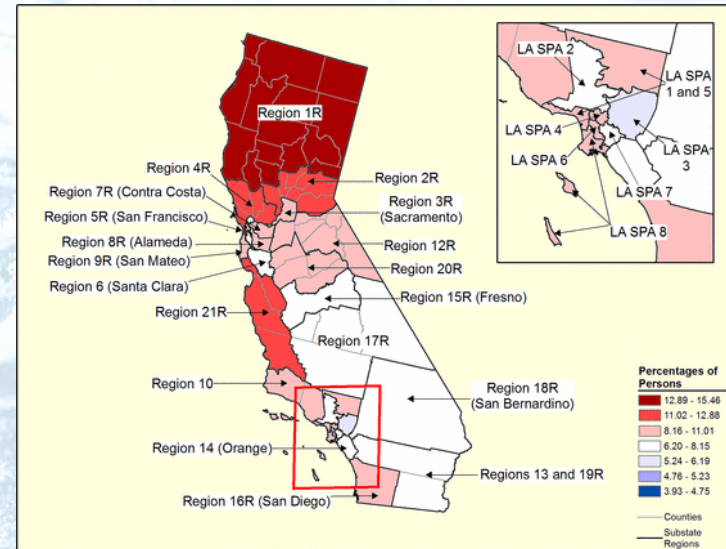 Region 1R
Region 4R
Region 7R (Contra Costa)
Region 5R (San Francisco)
Region 8R (Alameda)
Region 9R (San Mateo)
Region 6 (Santa Clara)
Region 21R
Region 10
Region 14 (Orange)
Region 16R (San Diego)
Region 2R
Region 3R
(Sacramento)
Region 12R
Region 20R
Region 15R (Fresno)
Region 17R
Region 18R
(San Bernardino)
Regions 13 and 19R
LA SPA 2
LA SPA
1 and 5
LA SPA 4
LA SPA 6
LA SPA
3
LA SPA 7
LA SPA 8
Percentages of
Persons
12.89 - 15.46
11.02 - 12.88
8.16 - 11.01
6.20 - 8.15
5.24 - 6.19
4.76 - 5.23
3.93 - 4.75
Counties
Substate
Regions